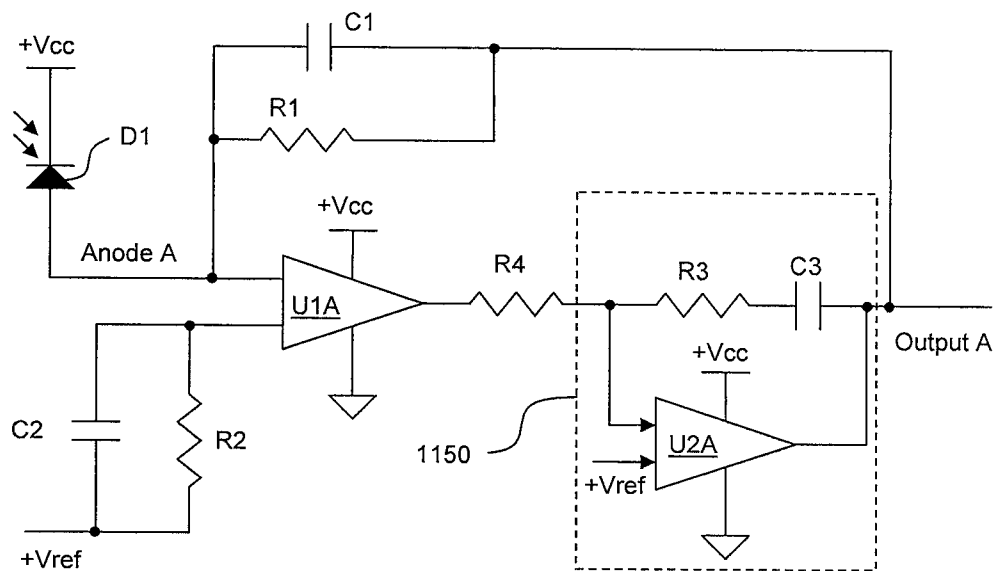 C1
+Vcc
R1
D1
+Vcc
Anode A
R4
R3
C3
U1A
Output A
+Vcc
C2
R2
1150
U2A
+Vref
+Vref